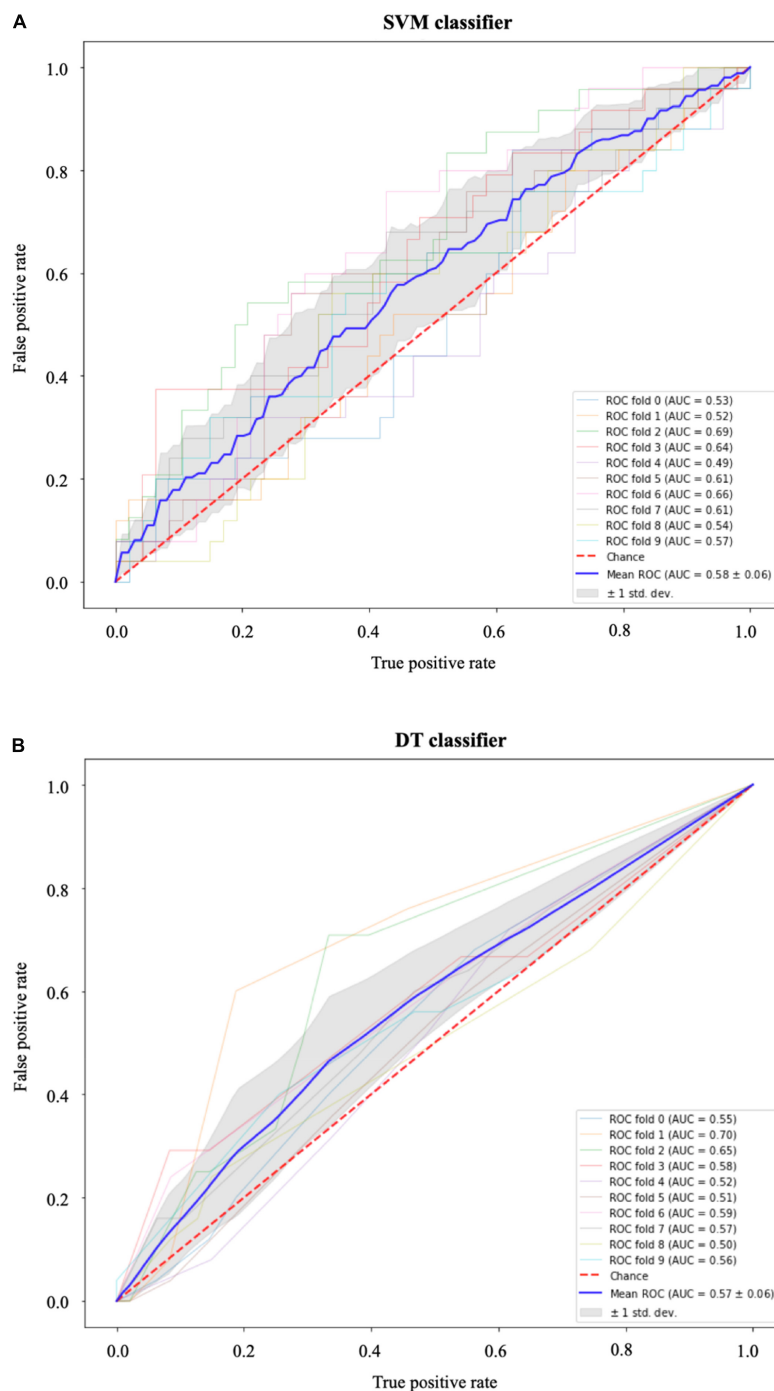 A
SVM classifier
1.0
0.8
0.6
0.4
0.2
0.0
False positive rate
0.0 0.2 0.4 0.6 0.8 1.0
True positive rate
ROC fold 0 (AUC = 0.53)
ROC fold 1 (AUC = 0.52)
ROC fold 2 (AUC = 0.69)
ROC fold 3 (AUC = 0.64)
ROC fold 4 (AUC = 0.49)
ROC fold 5 (AUC = 0.61)
ROC fold 6 (AUC = 0.66)
ROC fold 7 (AUC = 0.61)
ROC fold 8 (AUC = 0.54)
ROC fold 9 (AUC = 0.57)
Chance
Mean ROC (AUC = 0.58 ± 0.06)
± 1 std. dev.
B
DT classifier
1.0
0.8
0.6
0.4
0.2
0.0
False positive rate
0.0 0.2 0.4 0.6 0.8 1.0
True positive rate
ROC fold 0 (AUC = 0.55)
ROC fold 1 (AUC = 0.70)
ROC fold 2 (AUC = 0.65)
ROC fold 3 (AUC = 0.58)
ROC fold 4 (AUC = 0.52)
ROC fold 5 (AUC = 0.51)
ROC fold 6 (AUC = 0.59)
ROC fold 7 (AUC = 0.57)
ROC fold 8 (AUC = 0.50)
ROC fold 9 (AUC = 0.56)
Chance
Mean ROC (AUC = 0.57 ± 0.06)
± 1 std. dev.